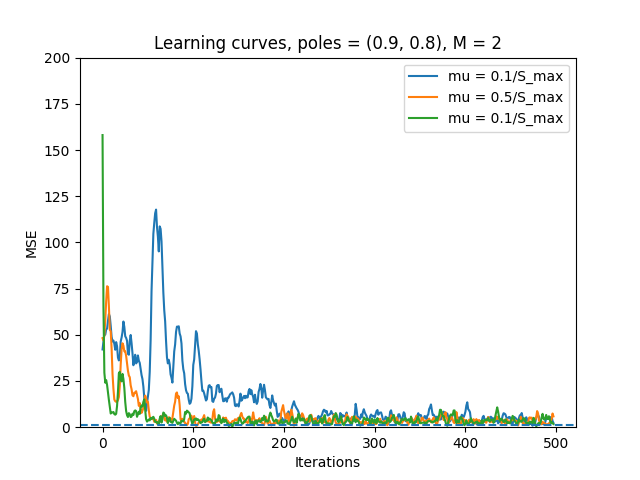 Learning curves, poles = (0.9, 0.8), M = 2
mu = 0.1/S_max
mu = 0.5/S_max
mu = 0.1/S_max
200
175
150
125
100
75
50
25
0
MSE
0 100 200 300 400 500
Iterations